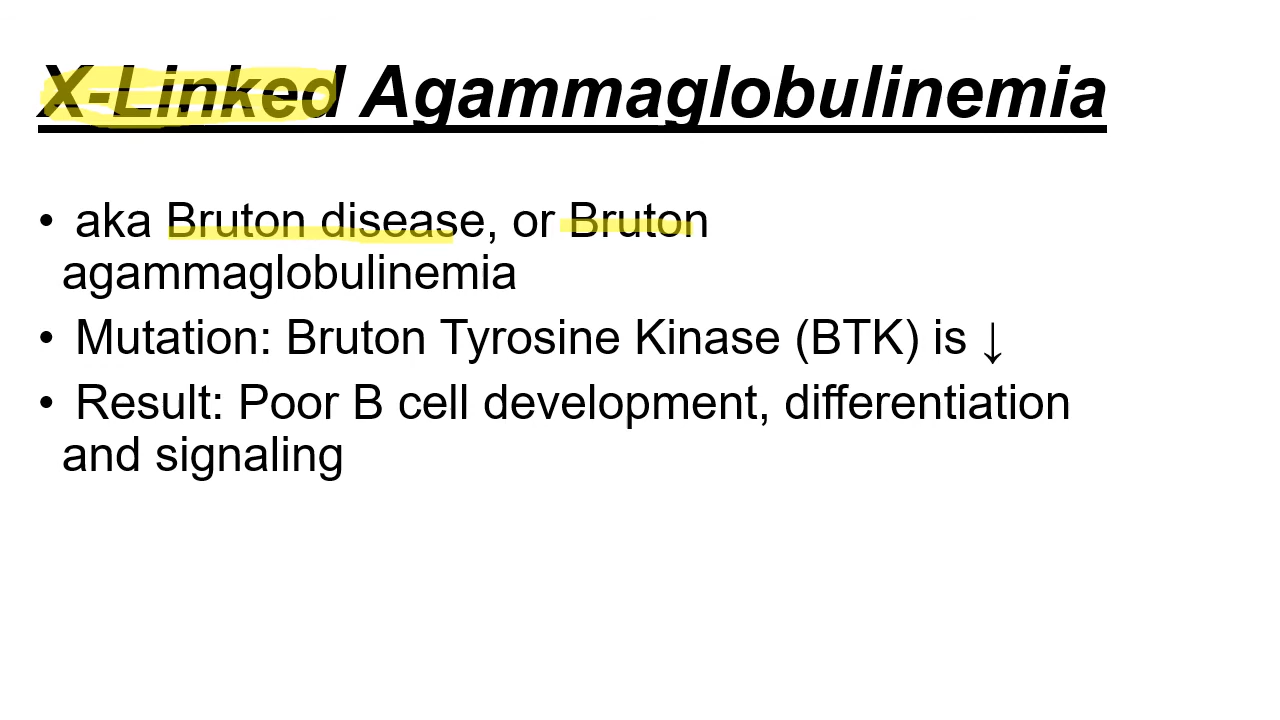 X-Linked Agammaglobulinemia
• aka Bruton disease, or Bruton
agammaglobulinemia
• Mutation: Bruton Tyrosine Kinase (BTK) is ↓
• Result: Poor B cell development, differentiation
and signaling